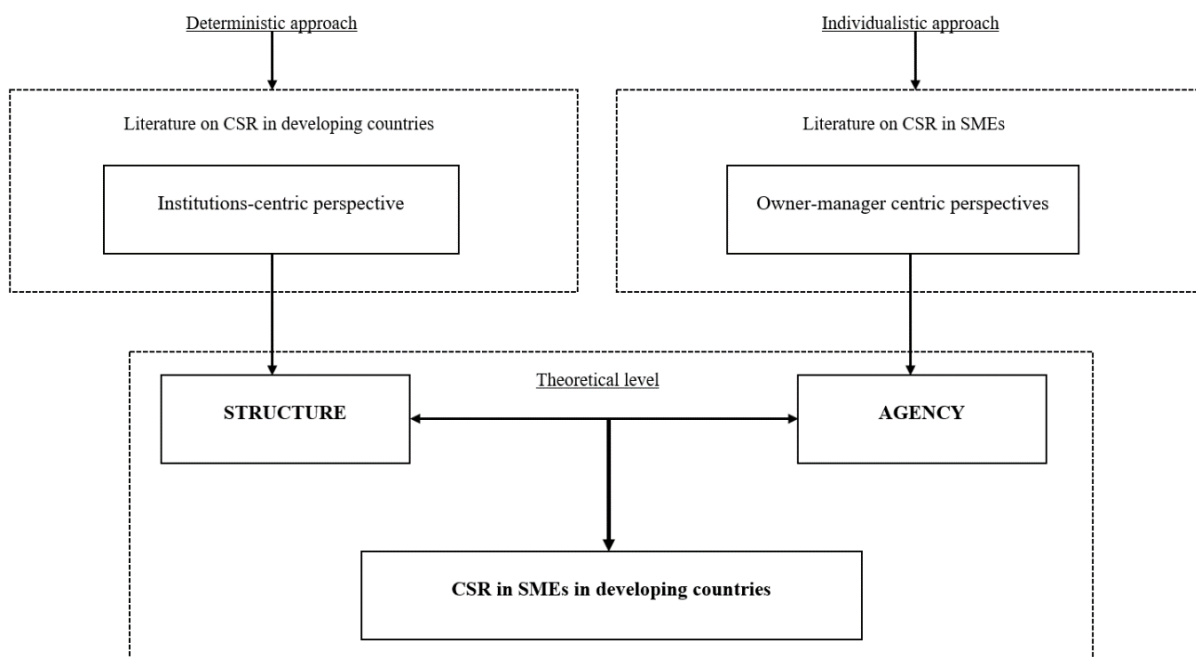 Deterministic approach
Individualistic approach
Literature on CSR in developing countries
Literature on CSR in SMEs
Institutions-centric perspective
Owner-manager centric perspectives
Theoretical level
STRUCTURE
AGENCY
CSR in SMEs in developing countries